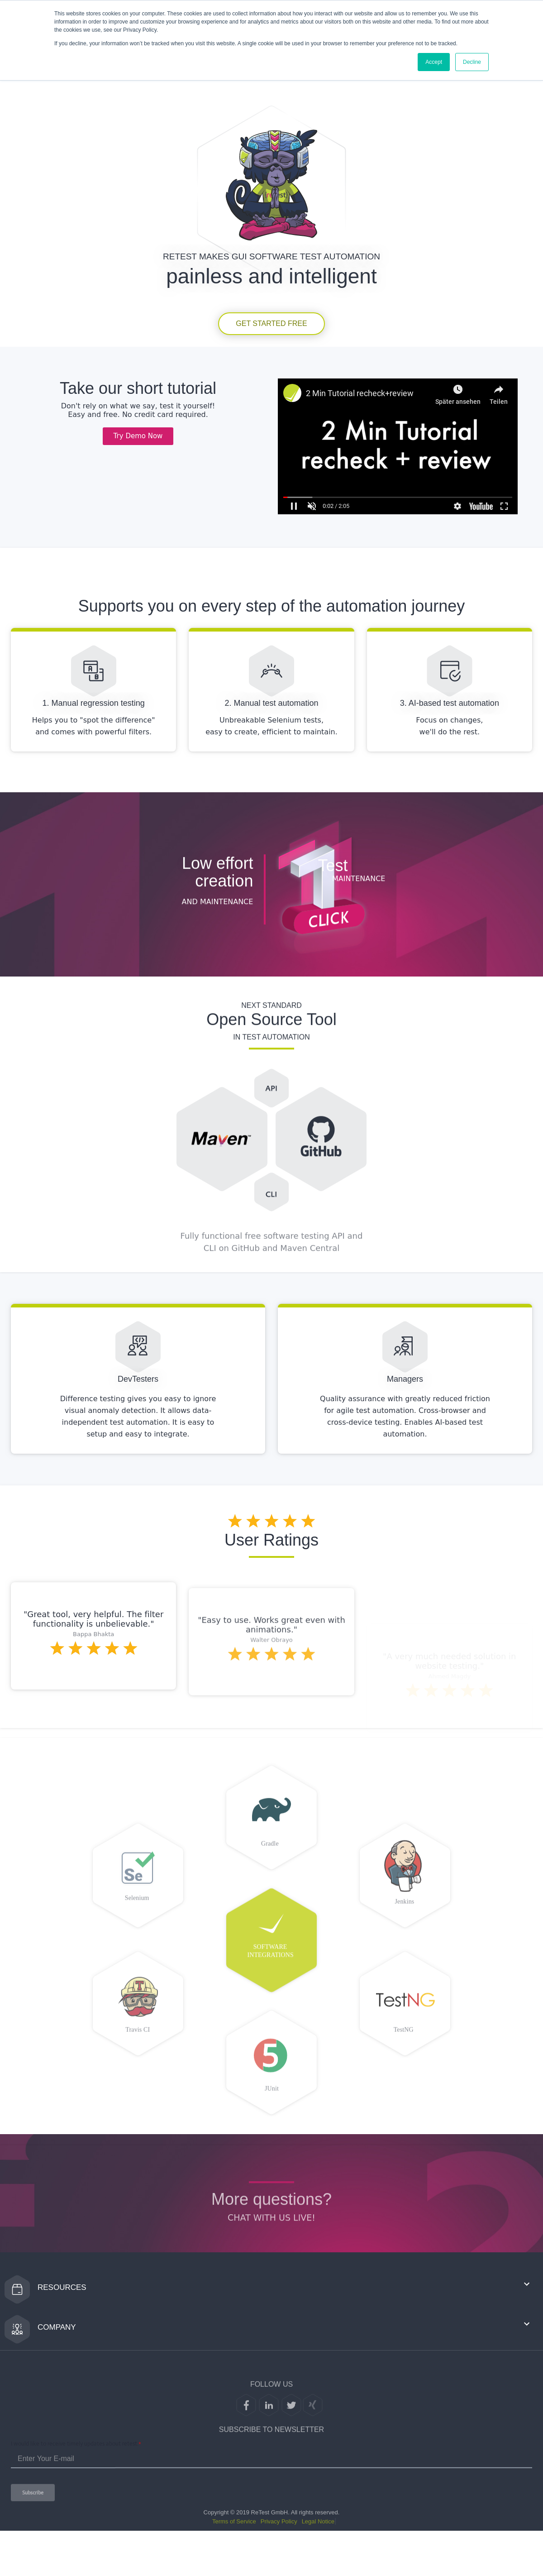 This website stores cookies on your computer. These cookies are used to collect information about how you interact with our website and allow us to remember you. We use this
information in order to improve and customize your browsing experience and for analytics and metrics about our visitors both on this website and other media. To find out more about
the cookies we use, see our Privacy Policy.
If you decline, your information won't be tracked when you visit this website. A single cookie will be used in your browser to remember your preference not to be tracked.
Accept
Decline
RETEST MAKES GUI SOFTWARE TEST AUTOMATION
painless and intelligent
GET STARTED FREE
Take our short tutorial
Don't rely on what we say, test it yourself!
Easy and free. No credit card required.
Try Demo Now
2 Min Tutorial recheck+review
Später ansehen
Teilen
2 Min Tutorial
recheck + review
0:02 / 2:05
YouTube
Supports you on every step of the automation journey
1. Manual regression testing
Helps you to "spot the difference"
and comes with powerful filters.
2. Manual test automation
Unbreakable Selenium tests,
easy to create, efficient to maintain.
3. AI-based test automation
Focus on changes,
we'll do the rest.
Low effort
creation
AND MAINTENANCE
1
CLICK
Test
MAINTENANCE
NEXT STANDARD
Open Source Tool
IN TEST AUTOMATION
API
Maven™
GitHub
CLI
Fully functional free software testing API and
CLI on GitHub and Maven Central
DevTesters
Difference testing gives you easy to ignore
visual anomaly detection. It allows data-
independent test automation. It is easy to
setup and easy to integrate.
Managers
Quality assurance with greatly reduced friction
for agile test automation. Cross-browser and
cross-device testing. Enables AI-based test
automation.
User Ratings
"Great tool, very helpful. The filter
functionality is unbelievable."
Bappa Bhakta
"Easy to use. Works great even with
animations."
Walter Obrayo
"A very much needed solution in
website testing."
Gradle
Se
Selenium
Jenkins
SOFTWARE
INTEGRATIONS
Travis CI
TestNG
TestNG
5
JUnit
More questions?
CHAT WITH US LIVE!
RESOURCES
COMPANY
FOLLOW US
SUBSCRIBE TO NEWSLETTER
Enter Your E-mail
Subscribe
Copyright © 2019 ReTest GmbH. All rights reserved.
Terms of Service Privacy Policy Legal Notice